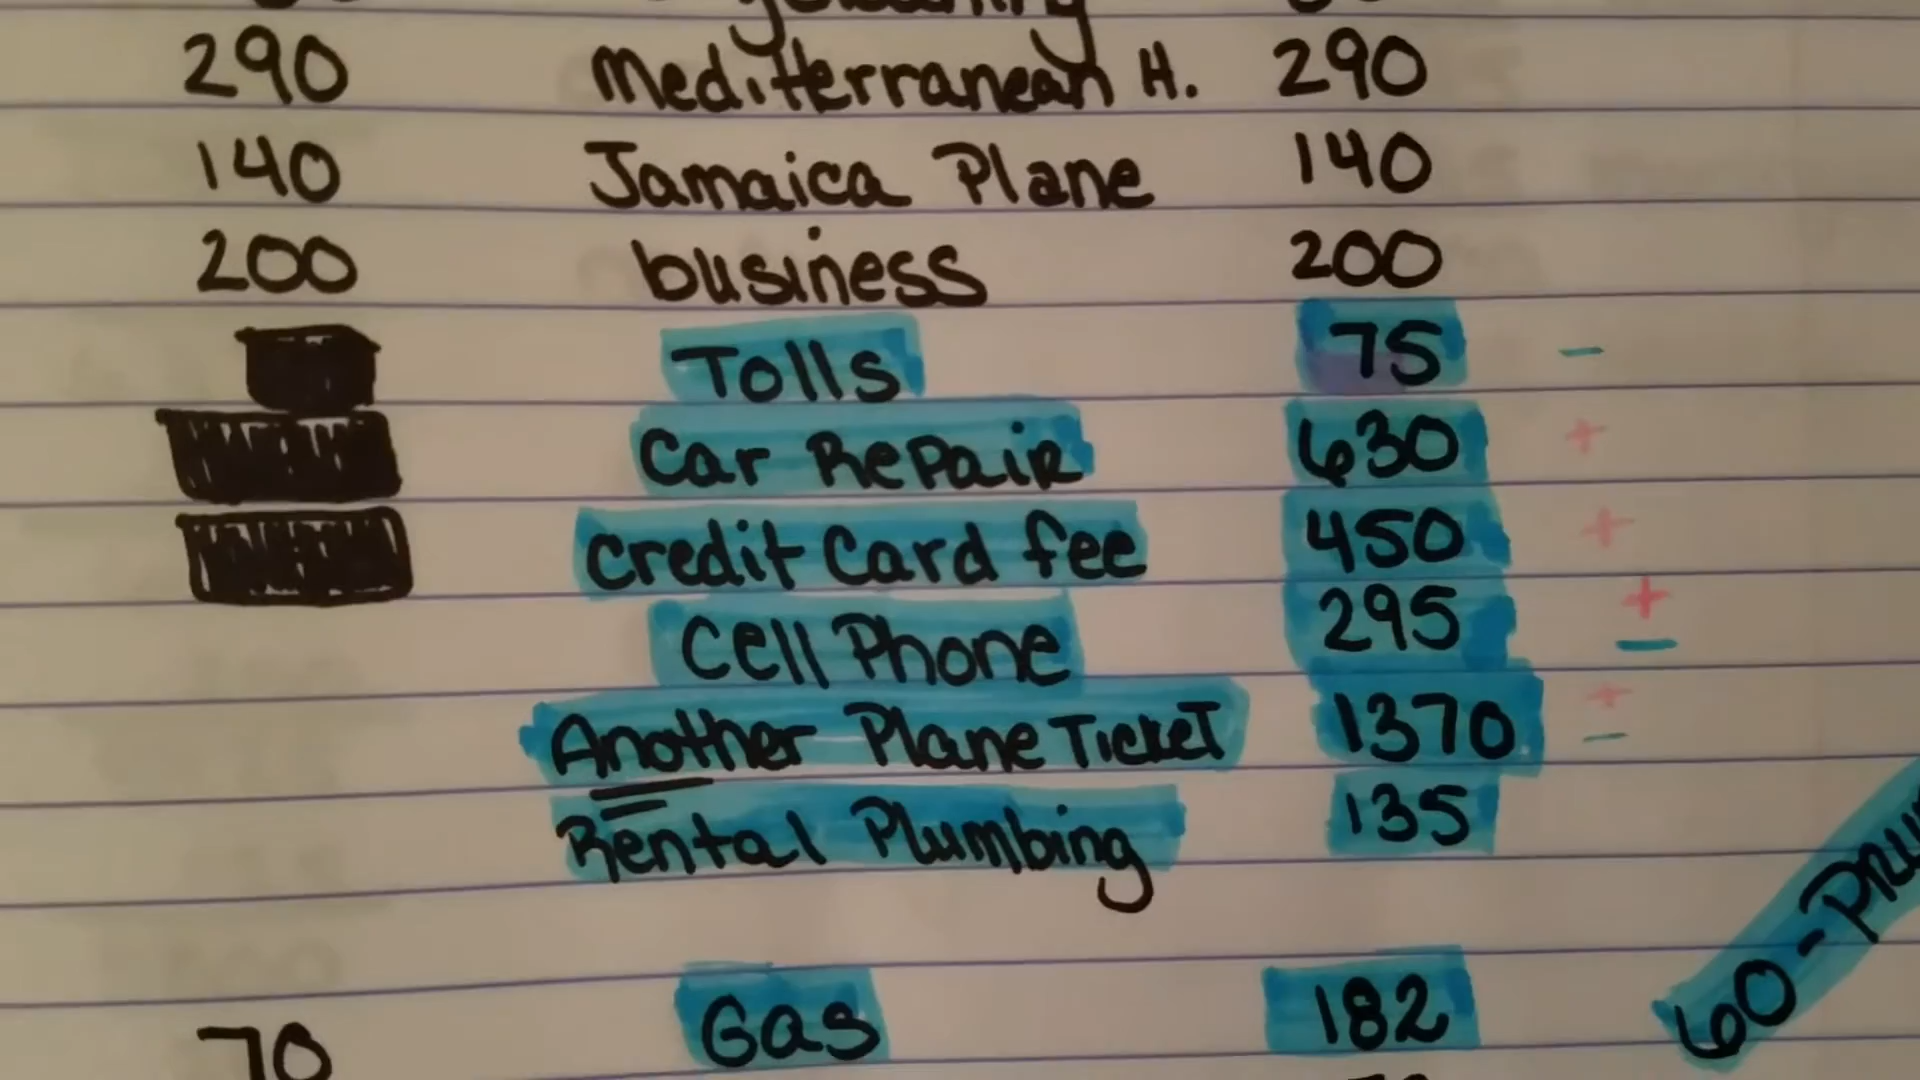 290 Mediterranean H. 290
140 Jamaica Plane 140
200 business 200
Tolls 75 -
Car Repair 630 +
Credit Card fee 450 +
Cell Phone 295 + -
Another Plane Ticket 1370 + -
Rental Plumbing 135
Gas 182
60-
70